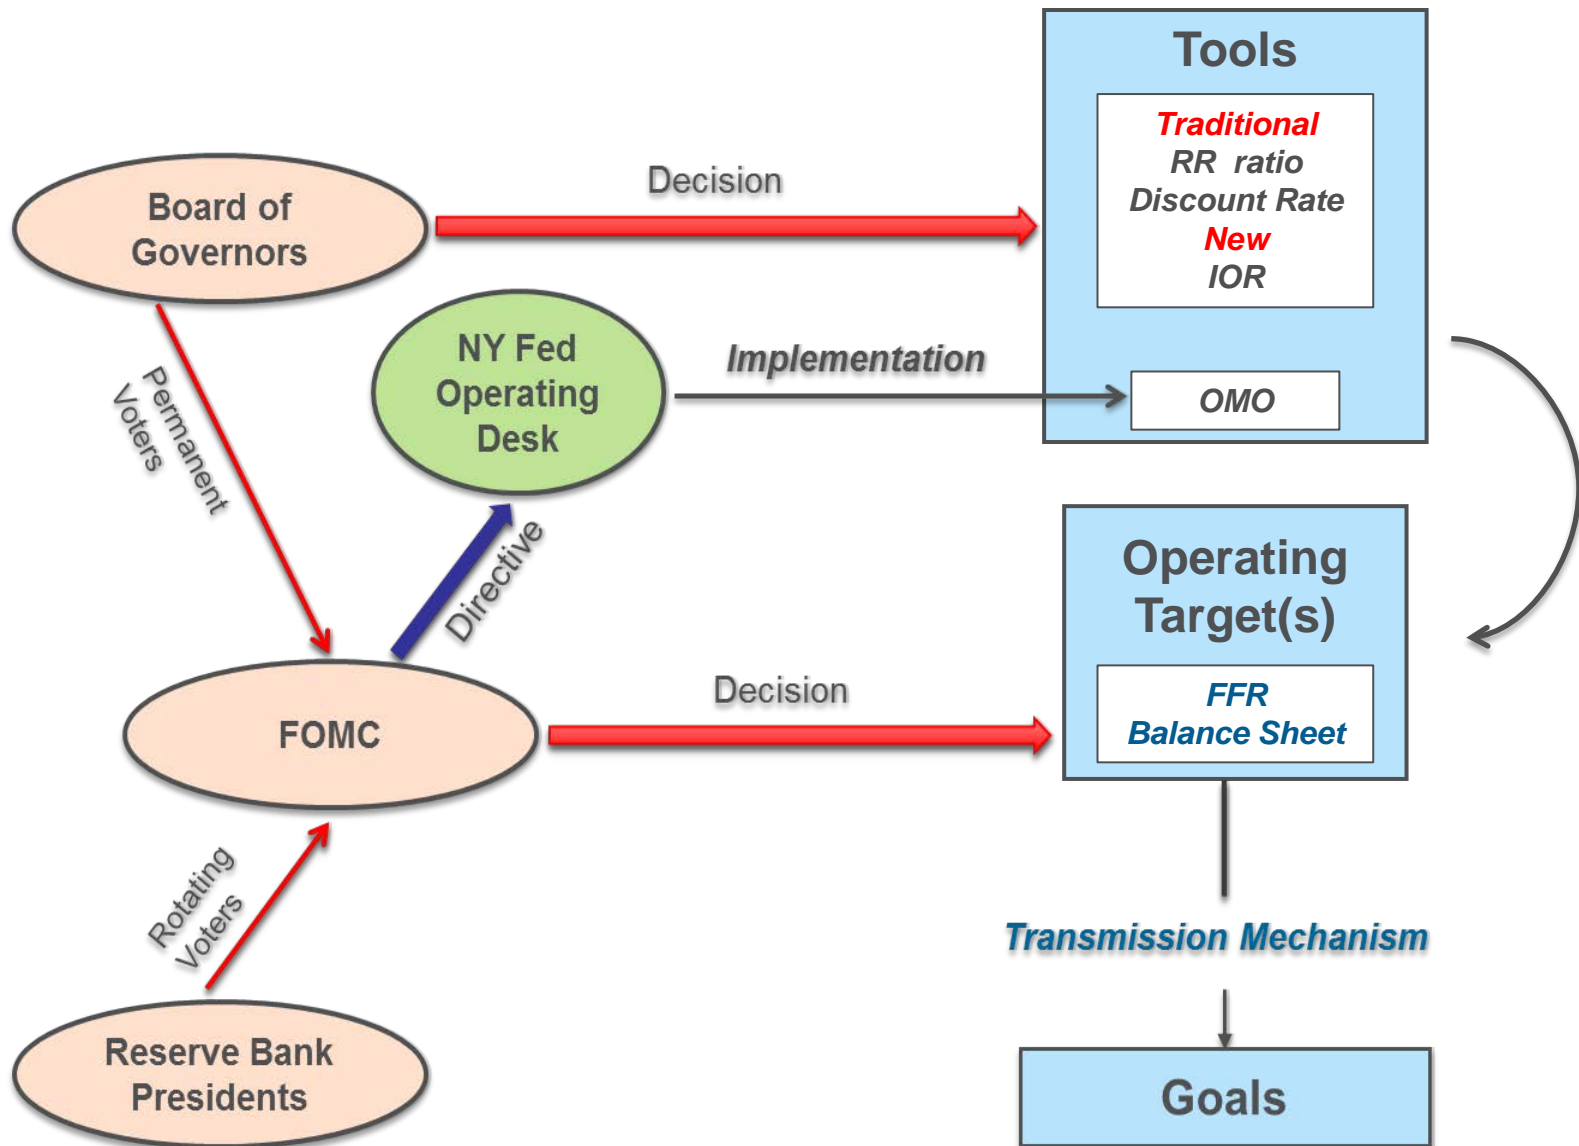 Tools
Traditional
RR ratio
Discount Rate
New
IOR
Decision
Board of
Governors
NY Fed
Operating
Desk
Implementation
OMO
Permanent
Voters
Directive
Operating
Target(s)
FFR
Balance Sheet
Decision
FOMC
Rotating
Voters
Transmission Mechanism
Reserve Bank
Presidents
Goals